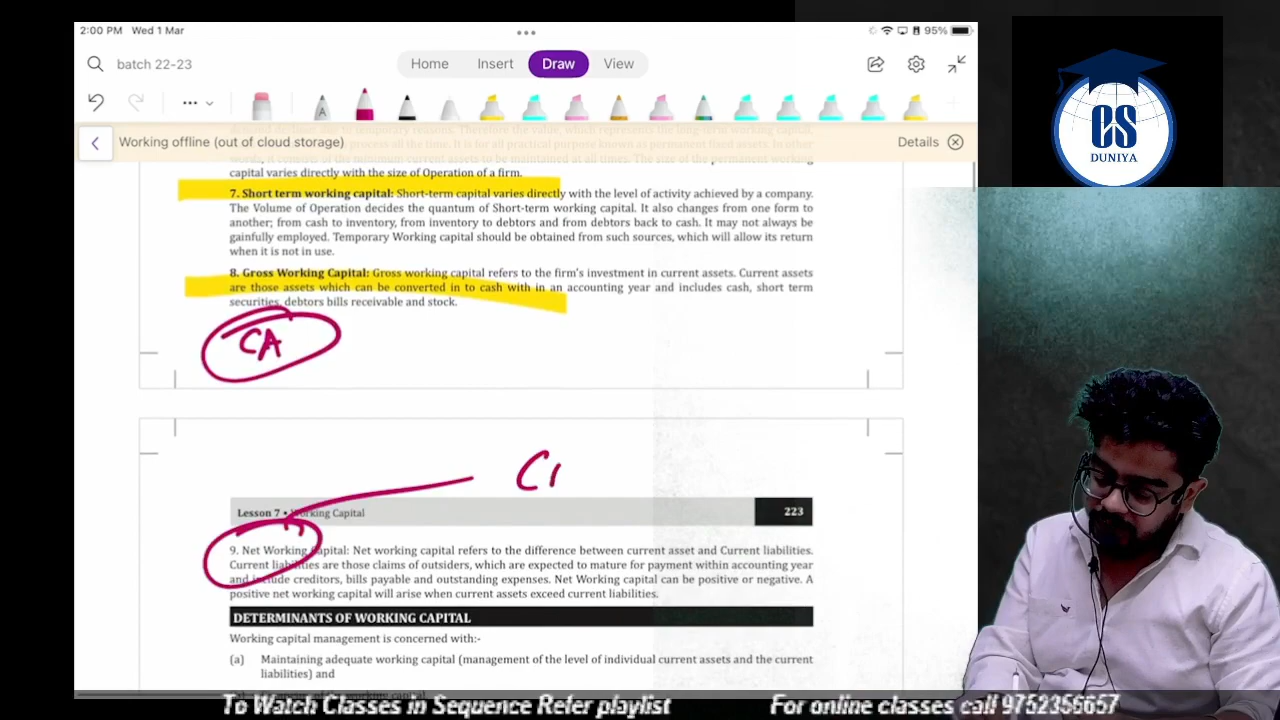 2:00 PM Wed 1 Mar
95%
batch 22-23
Home Insert Draw View
A
Working offline (out of cloud storage)
Details
capital varies directly with the size of Operation of a firm.
7. Short term working capital: Short-term capital varies directly with the level of activity achieved by a company.
The Volume of Operation decides the quantum of Short-term working capital. It also changes from one form to
another; from cash to inventory, from inventory to debtors and from debtors back to cash. It may not always be
gainfully employed. Temporary Working capital should be obtained from such sources, which will allow its return
when it is not in use.
8. Gross Working Capital: Gross working capital refers to the firm's investment in current assets. Current assets
are those assets which can be converted in to cash with in an accounting year and includes cash, short term
securities, debtors bills receivable and stock.
CA
Lesson 7 • Working Capital
223
9. Net Working Capital: Net working capital refers to the difference between current asset and Current liabilities.
Current liabilities are those claims of outsiders, which are expected to mature for payment within accounting year
and include creditors, bills payable and outstanding expenses. Net Working capital can be positive or negative. A
positive net working capital will arise when current assets exceed current liabilities.
DETERMINANTS OF WORKING CAPITAL
Working capital management is concerned with:-
(a) Maintaining adequate working capital (management of the level of individual current assets and the current
liabilities) and
CS
DUNIYA
To Watch Classes in Sequence Refer playlist
For online classes call 9752356657